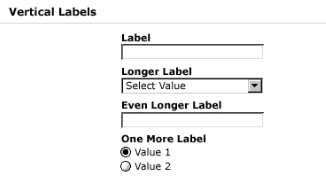 Vertical Labels
Label
Longer Label
Select Value
Even Longer Label
One More Label
Value 1
Value 2